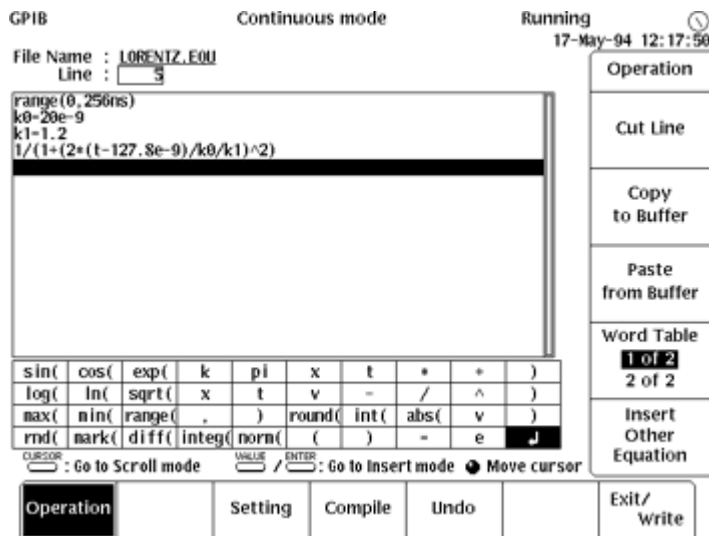 GPIB Continuous mode Running
17-May-94 12:17:50
File Name : LORENTZ.EQU
Line : 5
range(0,256ns)
k0=20e-9
k1=1.2
1/(1+(2*(t-127.8e-9)/k0/k1)^2)
Operation
Cut Line
Copy
to Buffer
Paste
from Buffer
Word Table
1 of 2
2 of 2
Insert
Other
Equation
sin( cos( exp( k pi x t * + )
log( ln( sqrt( x t v - / ^ )
max( min( range( , ) round( int( abs( v )
rnd( mark( diff( integ( norm( ( ) - e
CURSOR : Go to Scroll mode VALUE / ENTER : Go to Insert mode Move cursor
Operation Setting Compile Undo Exit/
Write